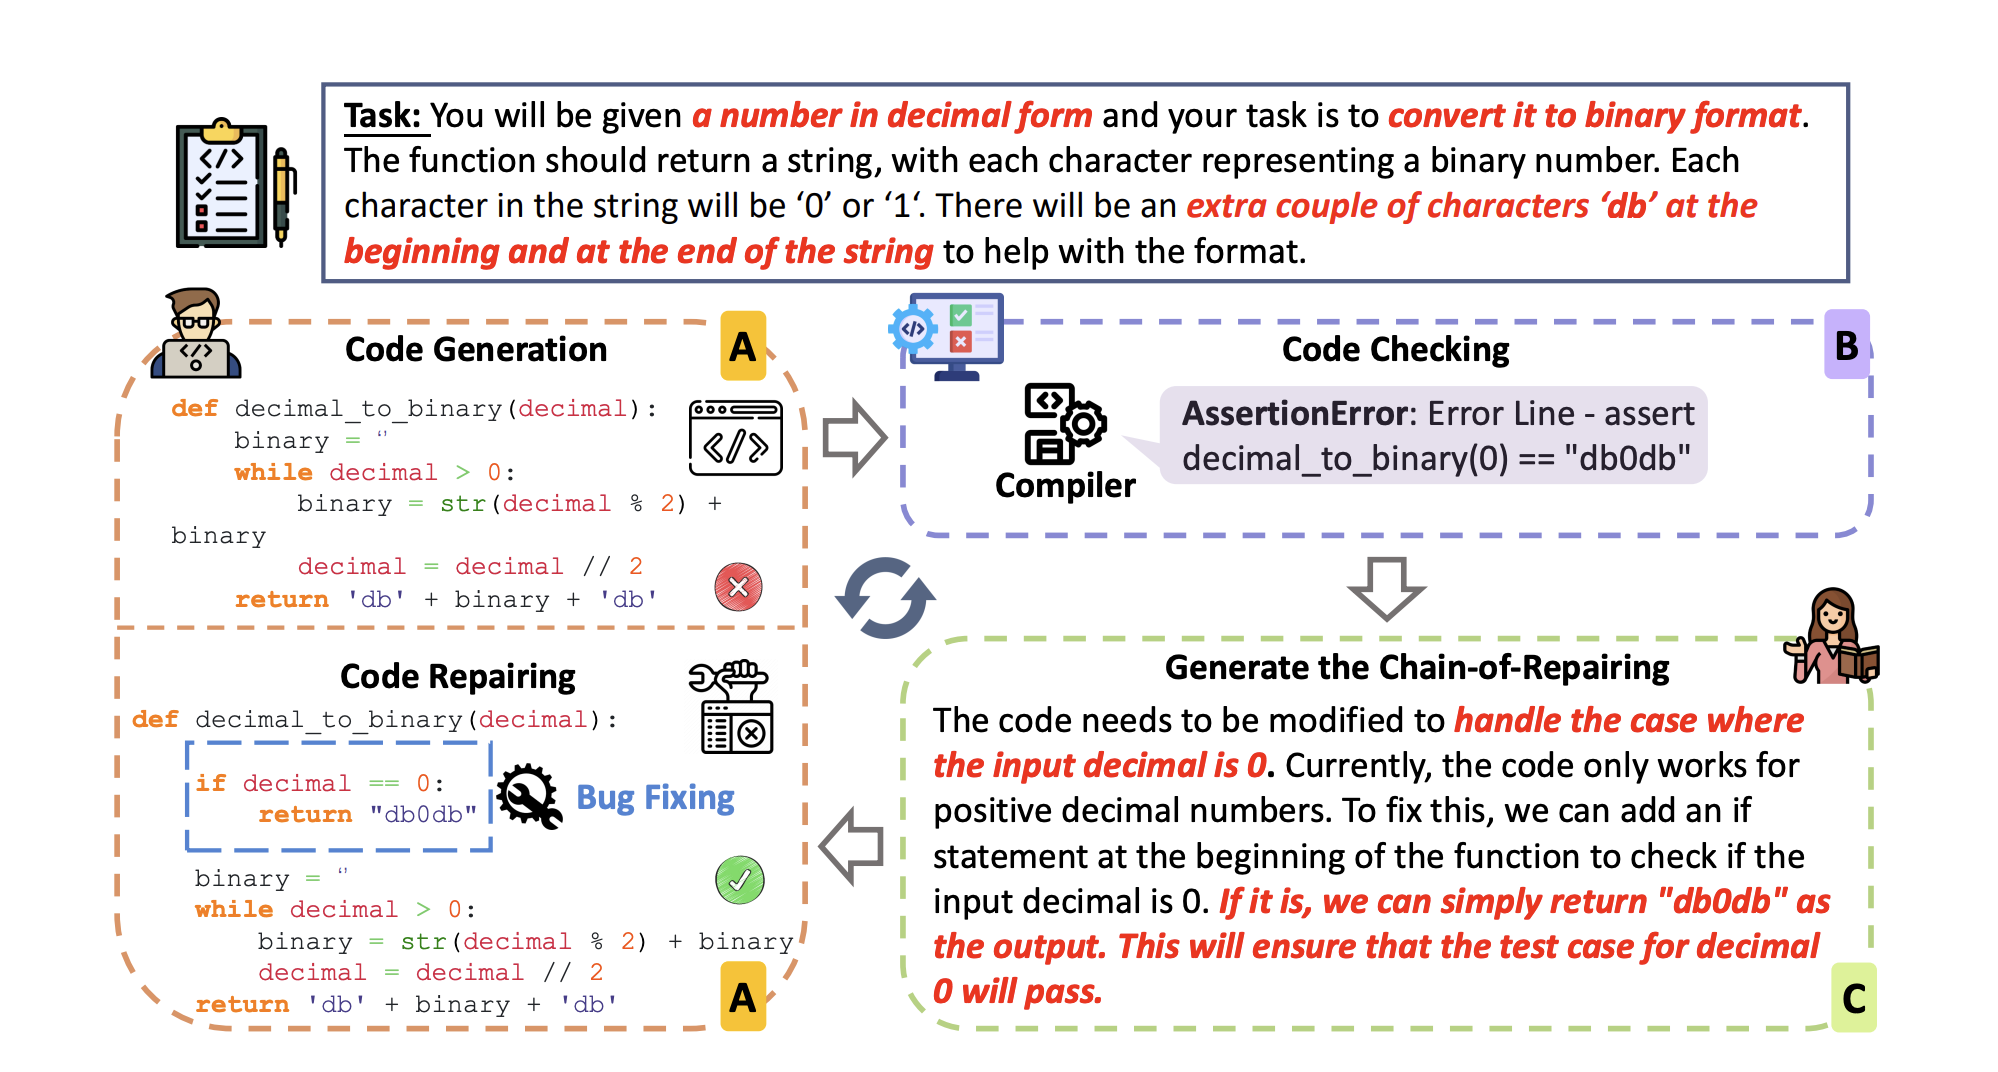 Task: You will be given a number in decimal form and your task is to convert it to binary format.
The function should return a string, with each character representing a binary number. Each
character in the string will be ‘0’ or ‘1‘. There will be an extra couple of characters ‘db’ at the
beginning and at the end of the string to help with the format.
Code Generation
A
def decimal_to_binary(decimal):
binary = ‘’
while decimal > 0:
binary = str(decimal % 2) +
binary
decimal = decimal // 2
return 'db' + binary + 'db'
Code Checking
B
Compiler
AssertionError: Error Line - assert
decimal_to_binary(0) == "db0db"
Generate the Chain-of-Repairing
The code needs to be modified to handle the case where
the input decimal is 0. Currently, the code only works for
positive decimal numbers. To fix this, we can add an if
statement at the beginning of the function to check if the
input decimal is 0. If it is, we can simply return "db0db" as
the output. This will ensure that the test case for decimal
0 will pass.
C
Code Repairing
def decimal_to_binary(decimal):
if decimal == 0:
return "db0db"
Bug Fixing
binary = ‘’
while decimal > 0:
binary = str(decimal % 2) + binary
decimal = decimal // 2
return 'db' + binary + 'db'
A